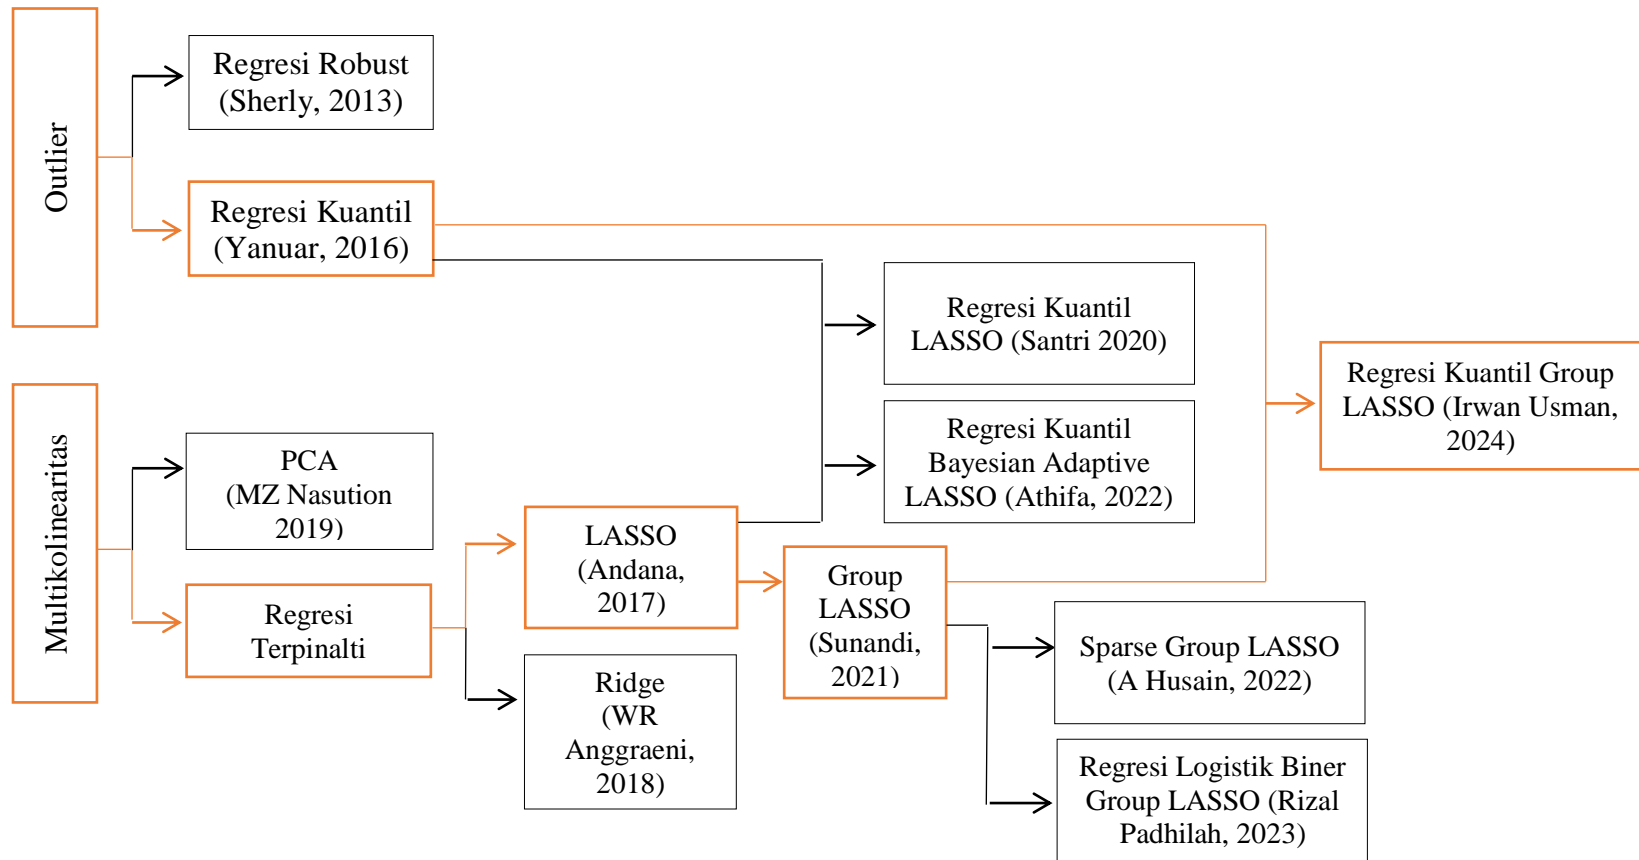 Outlier
Regresi Robust
(Sherly, 2013)
Regresi Kuantil
(Yanuar, 2016)
Regresi Kuantil
LASSO (Santri 2020)
Regresi Kuantil
Bayesian Adaptive
LASSO (Athifa, 2022)
Regresi Kuantil Group
LASSO (Irwan Usman,
2024)
Multikolinearitas
PCA
(MZ Nasution
2019)
Regresi
Terpinalti
LASSO
(Andana,
2017)
Ridge
(WR
Anggraeni,
2018)
Group
LASSO
(Sunandi,
2021)
Sparse Group LASSO
(A Husain, 2022)
Regresi Logistik Biner
Group LASSO (Rizal
Padhilah, 2023)